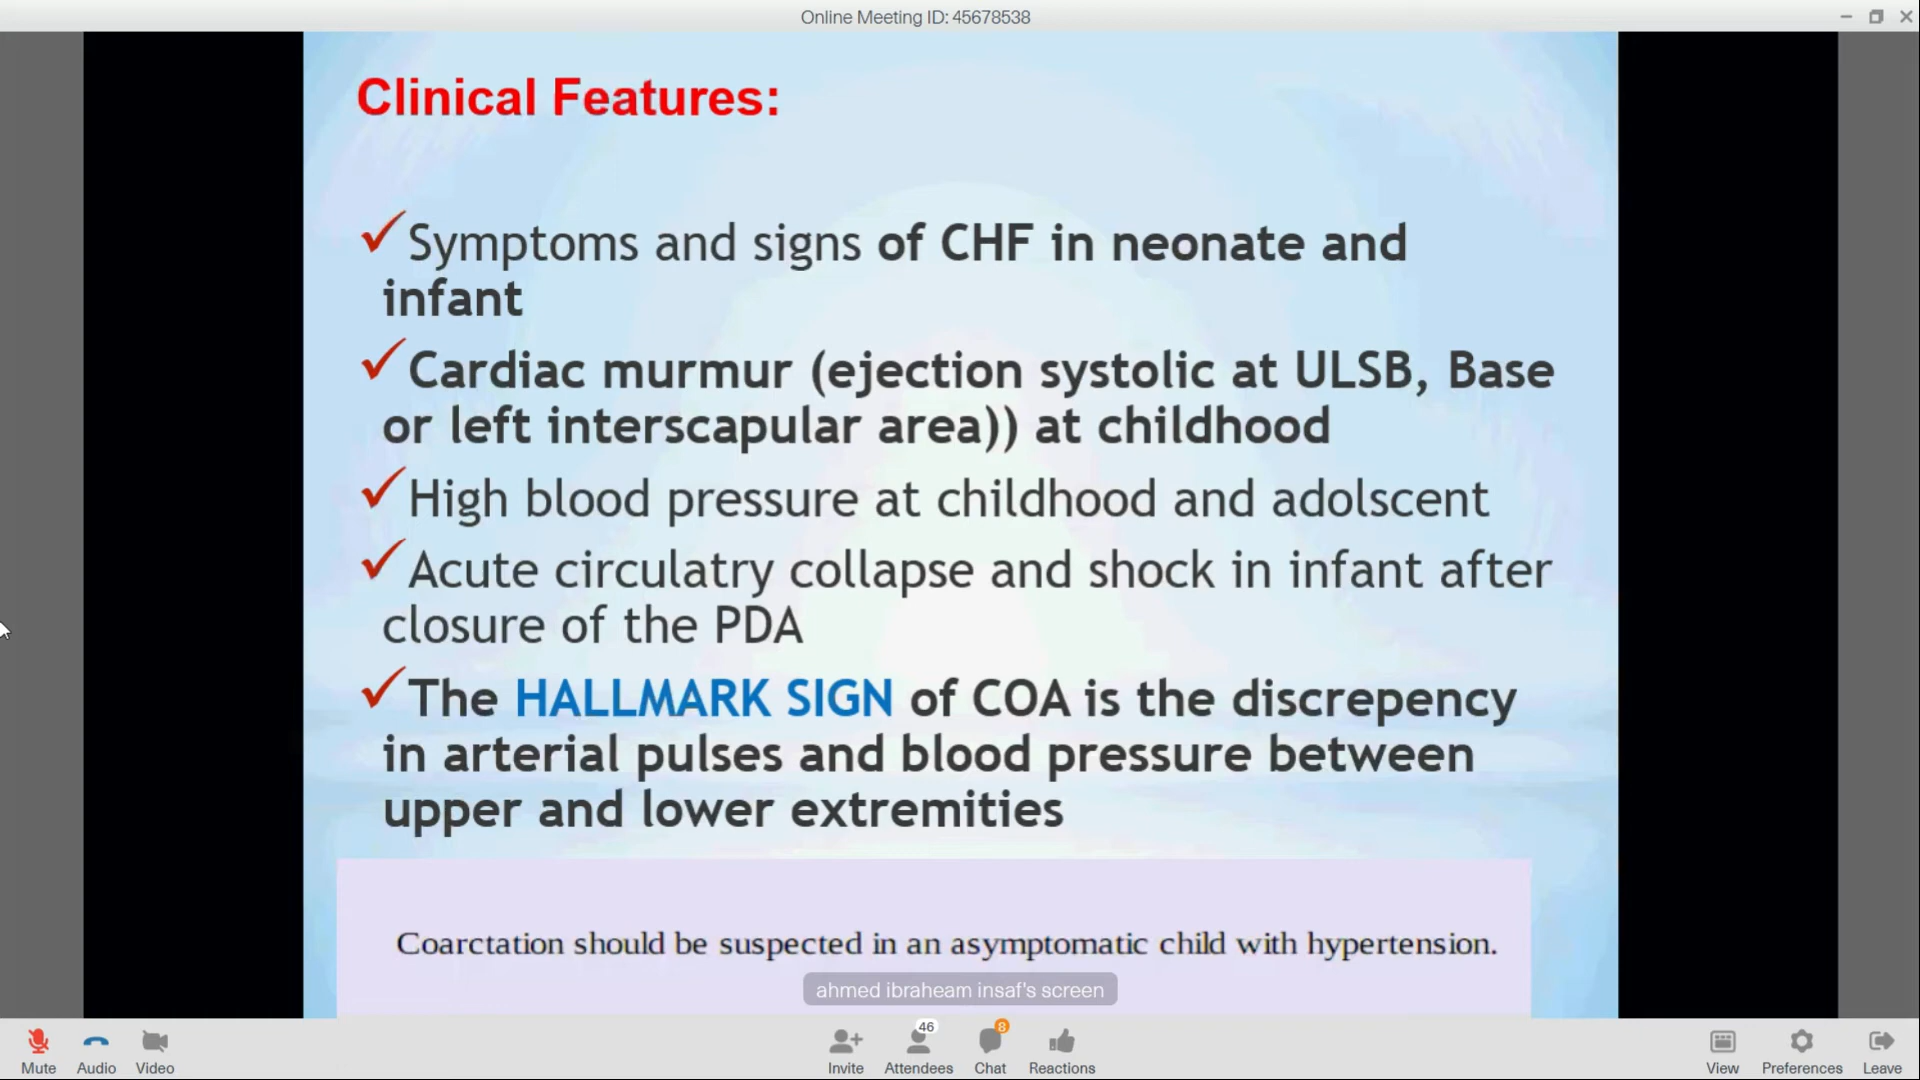 Online Meeting ID: 45678538
Clinical Features:
Symptoms and signs of CHF in neonate and
infant
Cardiac murmur (ejection systolic at ULSB, Base
or left interscapular area)) at childhood
High blood pressure at childhood and adolscent
Acute circulatry collapse and shock in infant after
closure of the PDA
The HALLMARK SIGN of COA is the discrepency
in arterial pulses and blood pressure between
upper and lower extremities
Coarctation should be suspected in an asymptomatic child with hypertension.
ahmed ibraheam insaf's screen
46 8
Mute Audio Video Invite Attendees Chat Reactions View Preferences Leave